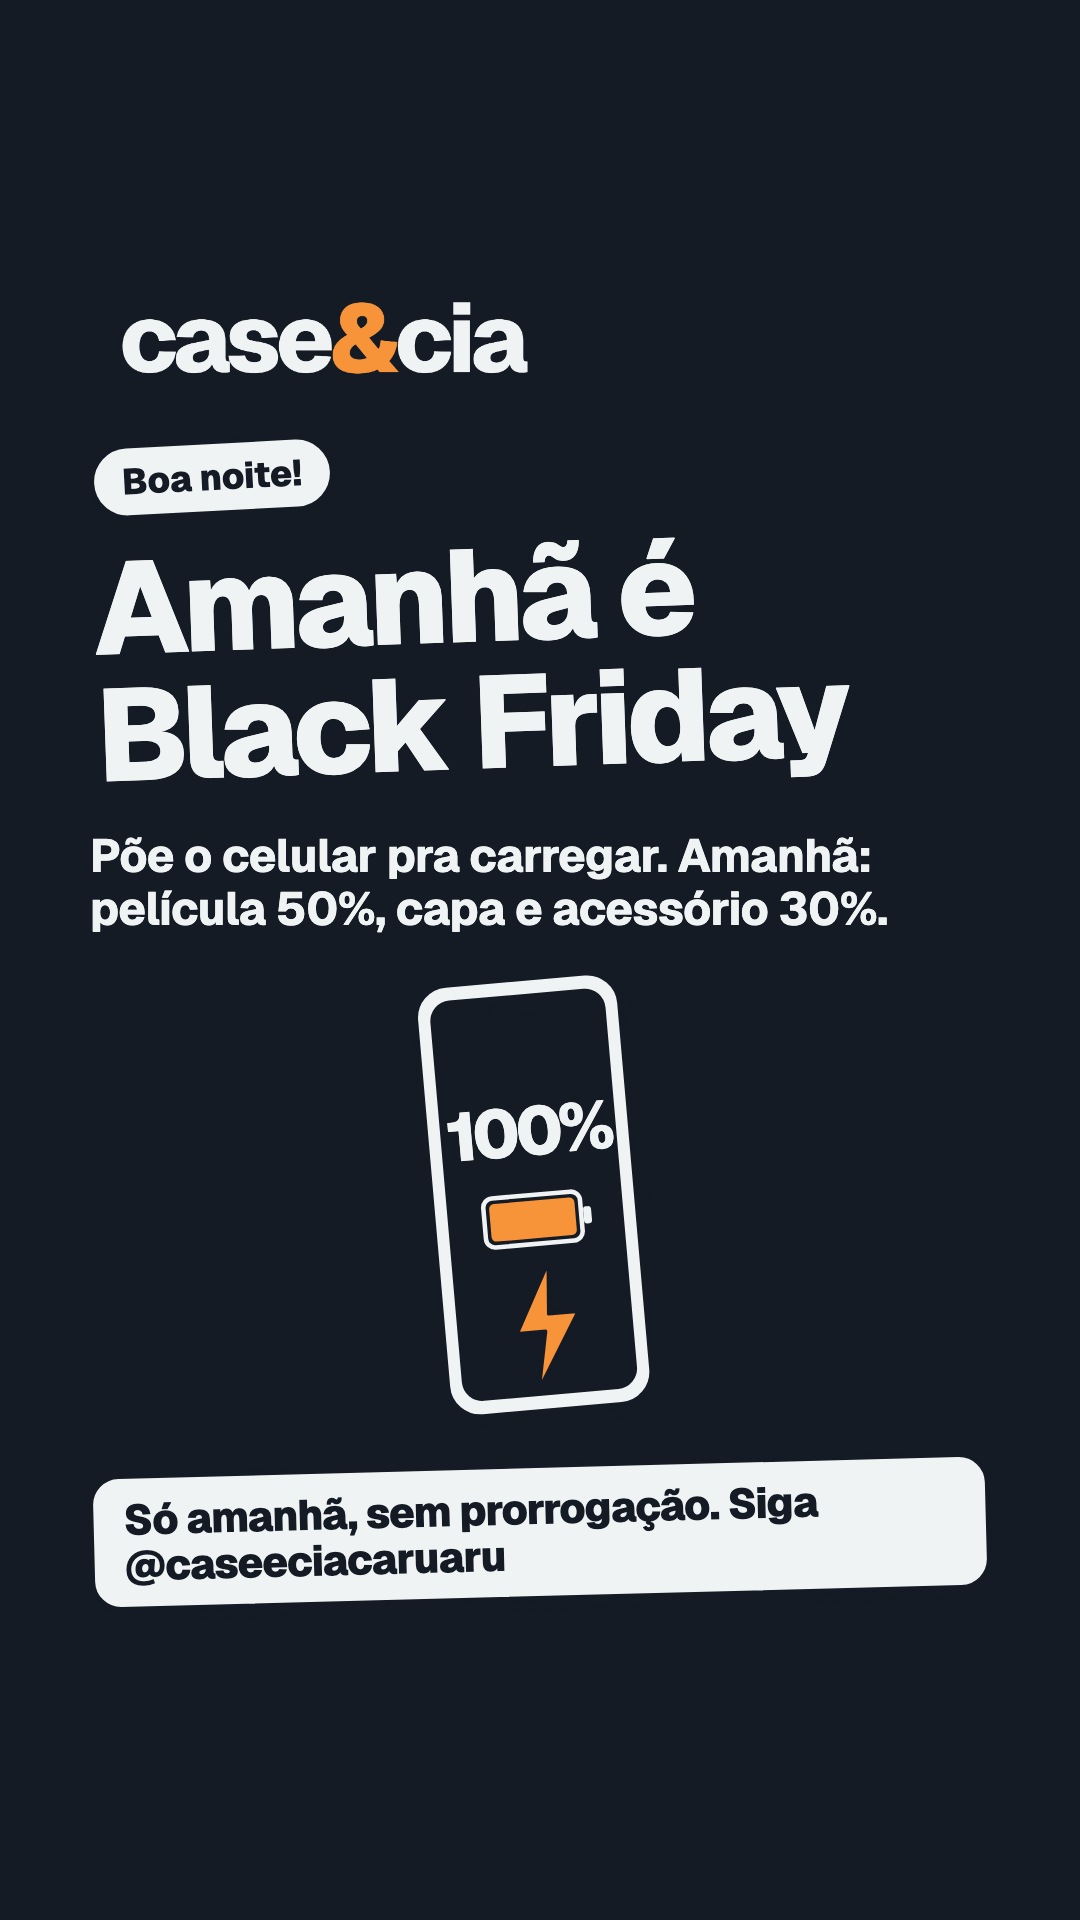 case&cia
Boa noite!
Amanhã é
Black Friday
Põe o celular pra carregar. Amanhã:
película 50%, capa e acessório 30%.
100%
Só amanhã, sem prorrogação. Siga
@caseeciacaruaru